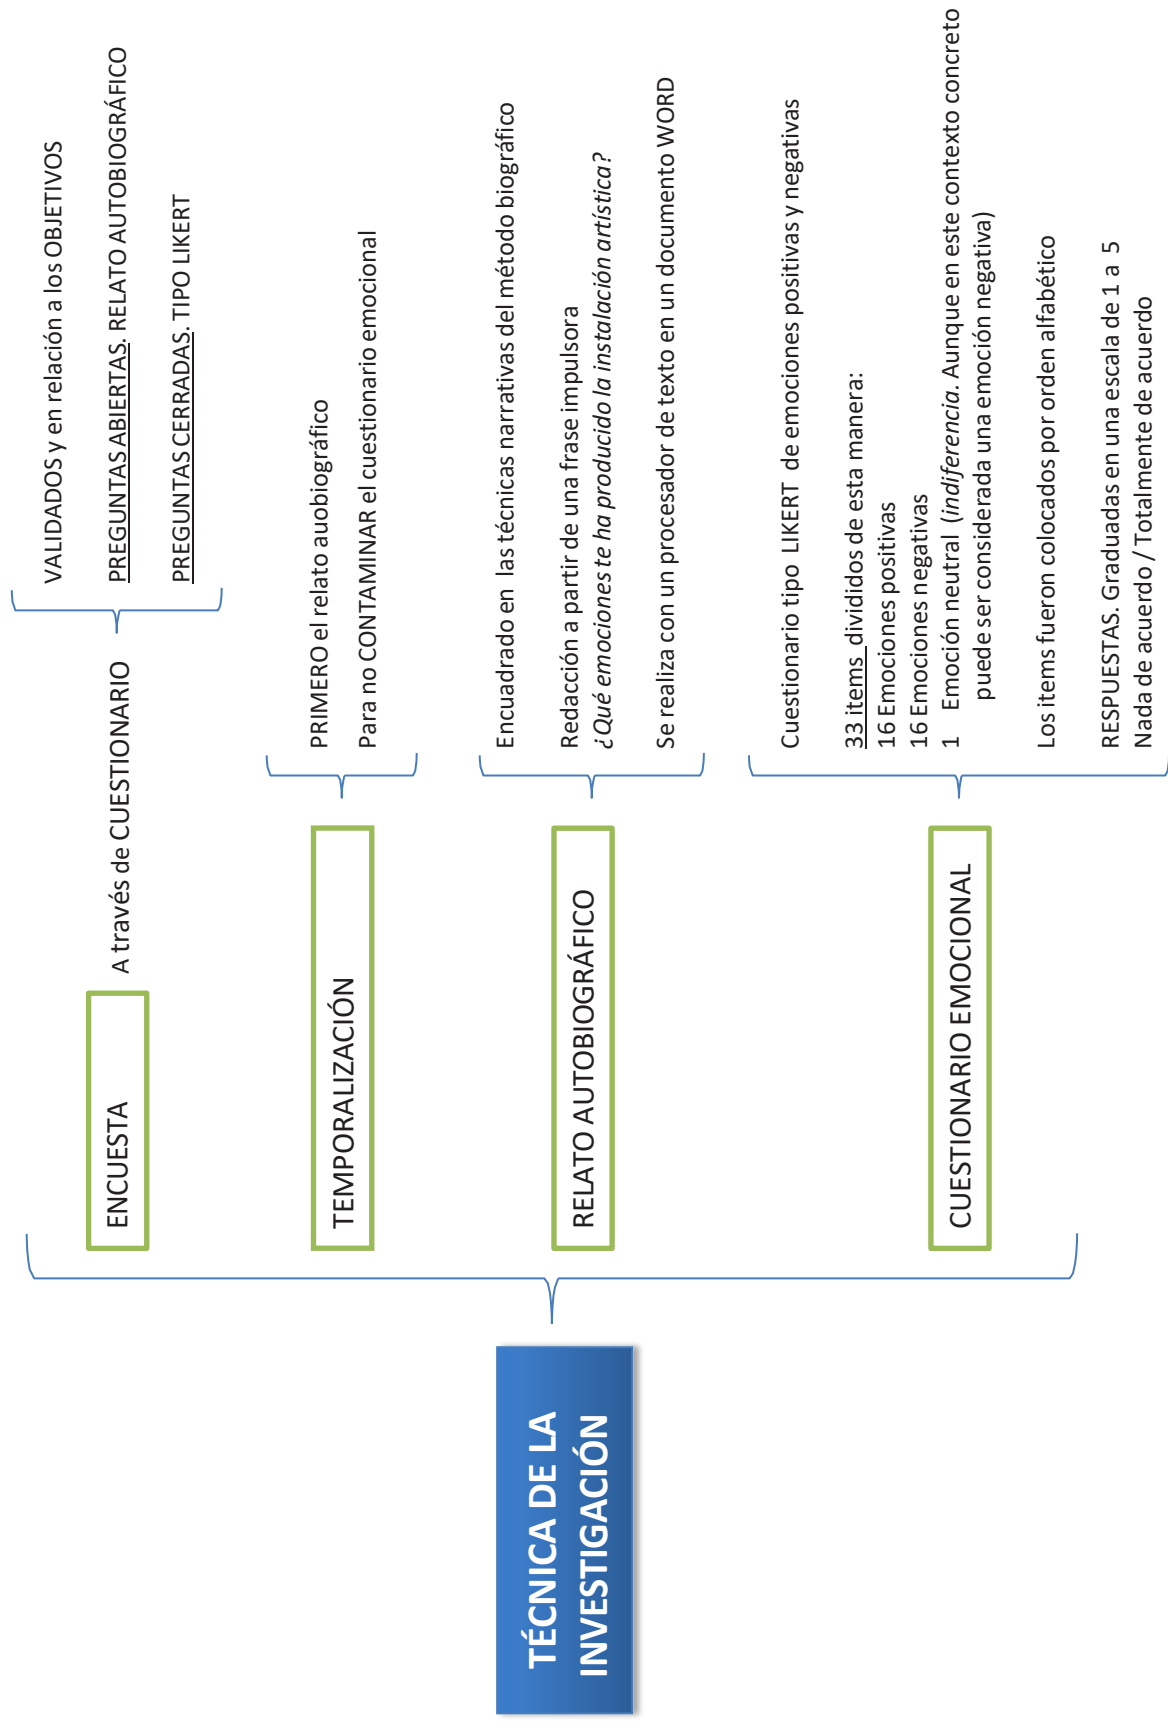 TÉCNICA DE LA
INVESTIGACIÓN
ENCUESTA
A través de CUESTIONARIO
VALIDADOS y en relación a los OBJETIVOS
PREGUNTAS ABIERTAS. RELATO AUTOBIOGRÁFICO
PREGUNTAS CERRADAS. TIPO LIKERT
TEMPORALIZACIÓN
PRIMERO el relato auobiográfico
Para no CONTAMINAR el cuestionario emocional
RELATO AUTOBIOGRÁFICO
Encuadrado en las técnicas narrativas del método biográfico
Redacción a partir de una frase impulsora
¿Qué emociones te ha producido la instalación artística?
Se realiza con un procesador de texto en un documento WORD
CUESTIONARIO EMOCIONAL
Cuestionario tipo LIKERT de emociones positivas y negativas
33 items divididos de esta manera:
16 Emociones positivas
16 Emociones negativas
1 Emoción neutral (indiferencia. Aunque en este contexto concreto
puede ser considerada una emoción negativa)
Los items fueron colocados por orden alfabético
RESPUESTAS. Graduadas en una escala de 1 a 5
Nada de acuerdo / Totalmente de acuerdo